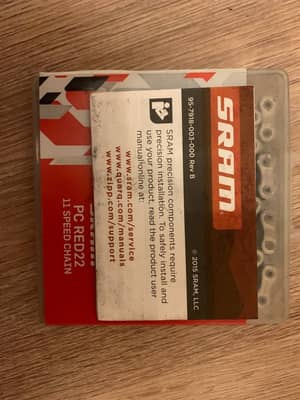 SRAM
95-7918-003-000 Rev B
© 2015 SRAM, LLC
SRAM precision components require
precision installation. To safely install and
use your product, read the product user
manual online at:
www.sram.com/service
www.quarq.com/manuals
www.zipp.com/support
PC RED22
11 SPEED CHAIN